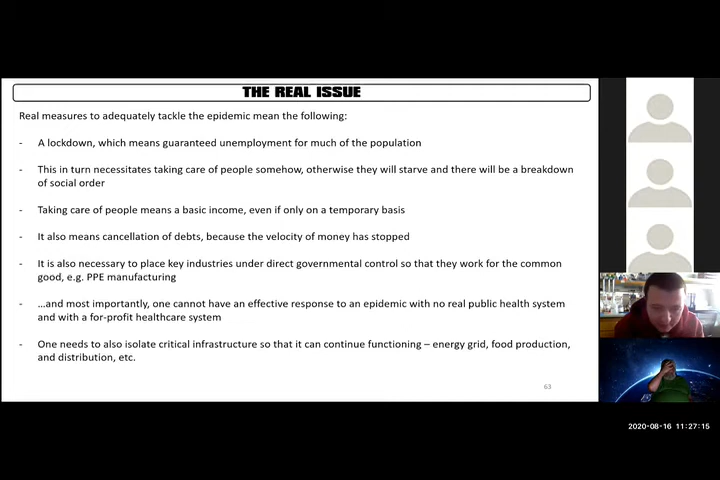 THE REAL ISSUE
Real measures to adequately tackle the epidemic mean the following:
- A lockdown, which means guaranteed unemployment for much of the population
- This in turn necessitates taking care of people somehow, otherwise they will starve and there will be a breakdown
of social order
- Taking care of people means a basic income, even if only on a temporary basis
- It also means cancellation of debts, because the velocity of money has stopped
- It is also necessary to place key industries under direct governmental control so that they work for the common
good, e.g. PPE manufacturing
- …and most importantly, one cannot have an effective response to an epidemic with no real public health system
and with a for-profit healthcare system
- One needs to also isolate critical infrastructure so that it can continue functioning – energy grid, food production,
and distribution, etc.
63
2020-08-16 11:27:15